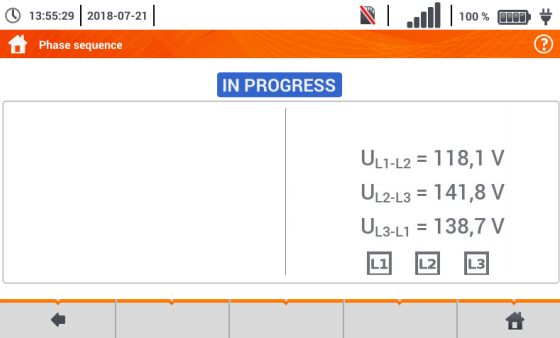 13:55:29 2018-07-21 100 %
Phase sequence ?
IN PROGRESS
UL1-L2 = 118,1 V
UL2-L3 = 141,8 V
UL3-L1 = 138,7 V
L1 L2 L3